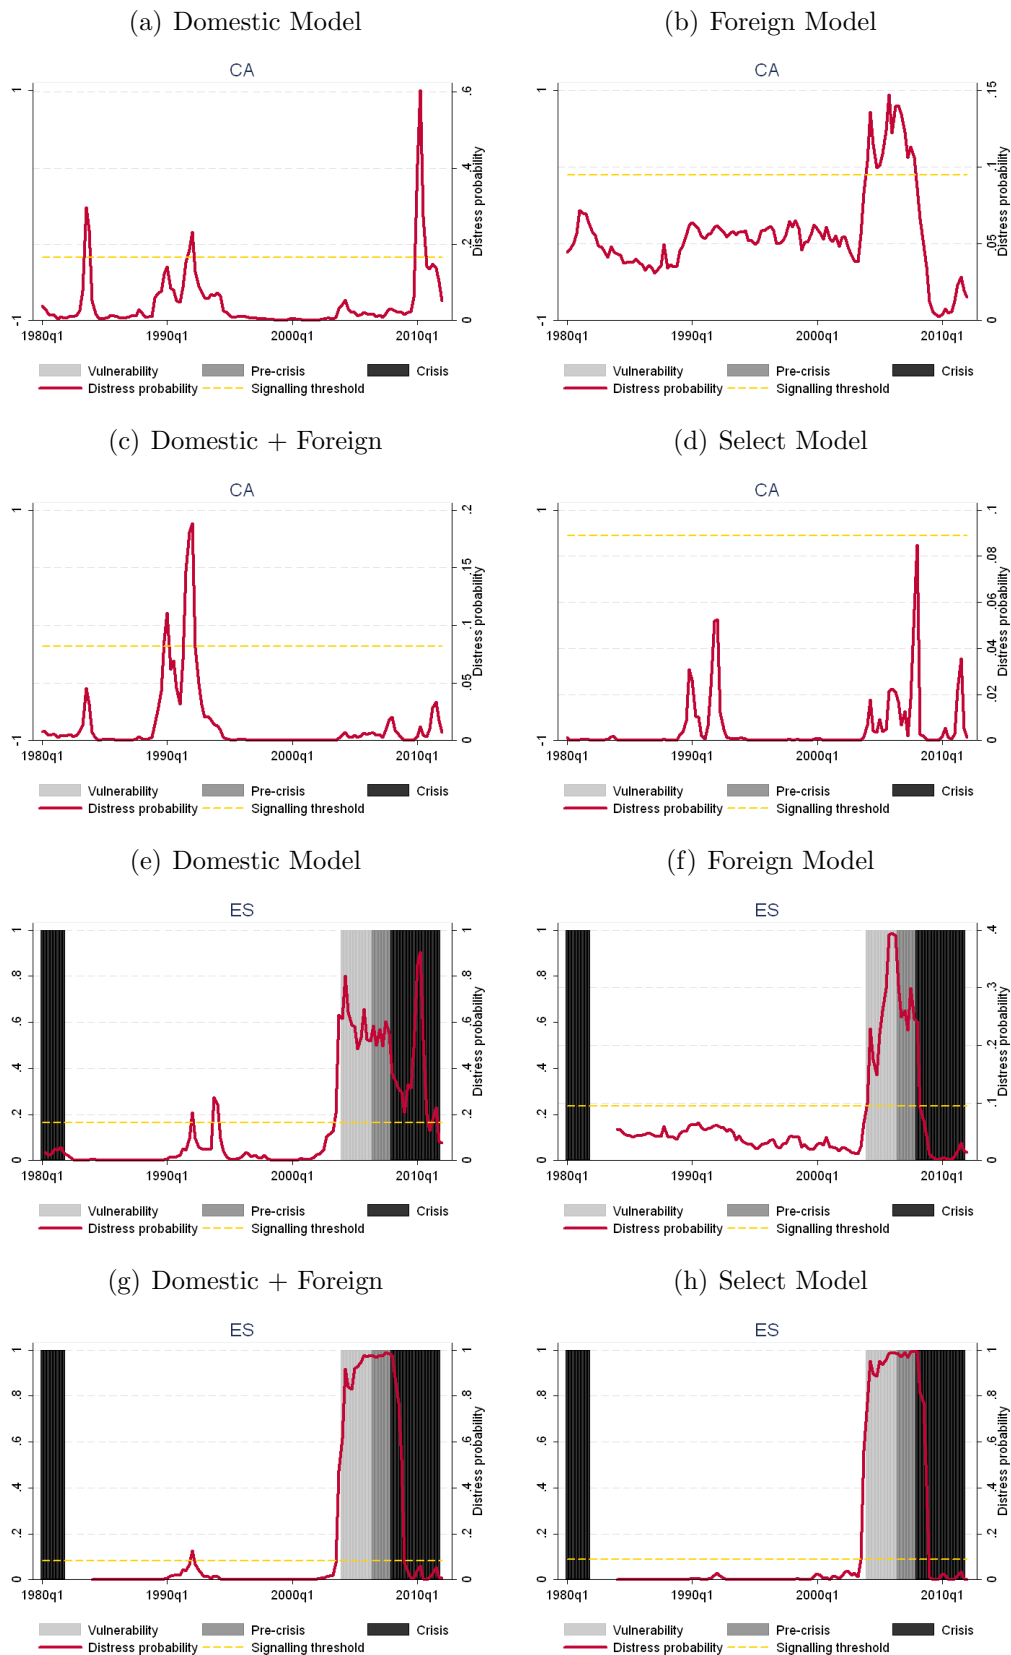 (a) Domestic Model
(b) Foreign Model
CA
1
-1
.6
.4
.2
0
Distress probability
1980q1 1990q1 2000q1 2010q1
Vulnerability Pre-crisis Crisis
Distress probability Signalling threshold
CA
1
-1
.15
.1
.05
0
Distress probability
1980q1 1990q1 2000q1 2010q1
Vulnerability Pre-crisis Crisis
Distress probability Signalling threshold
(c) Domestic + Foreign
(d) Select Model
CA
1
-1
.2
.15
.1
.05
0
Distress probability
1980q1 1990q1 2000q1 2010q1
Vulnerability Pre-crisis Crisis
Distress probability Signalling threshold
CA
1
-1
.1
.08
.06
.04
.02
0
Distress probability
1980q1 1990q1 2000q1 2010q1
Vulnerability Pre-crisis Crisis
Distress probability Signalling threshold
(e) Domestic Model
(f) Foreign Model
ES
1
.8
.6
.4
.2
0
1
.8
.6
.4
.2
0
Distress probability
1980q1 1990q1 2000q1 2010q1
Vulnerability Pre-crisis Crisis
Distress probability Signalling threshold
ES
1
.8
.6
.4
.2
0
.4
.3
.2
.1
0
Distress probability
1980q1 1990q1 2000q1 2010q1
Vulnerability Pre-crisis Crisis
Distress probability Signalling threshold
(g) Domestic + Foreign
(h) Select Model
ES
1
.8
.6
.4
.2
0
1
.8
.6
.4
.2
0
Distress probability
1980q1 1990q1 2000q1 2010q1
Vulnerability Pre-crisis Crisis
Distress probability Signalling threshold
ES
1
.8
.6
.4
.2
0
1
.8
.6
.4
.2
0
Distress probability
1980q1 1990q1 2000q1 2010q1
Vulnerability Pre-crisis Crisis
Distress probability Signalling threshold